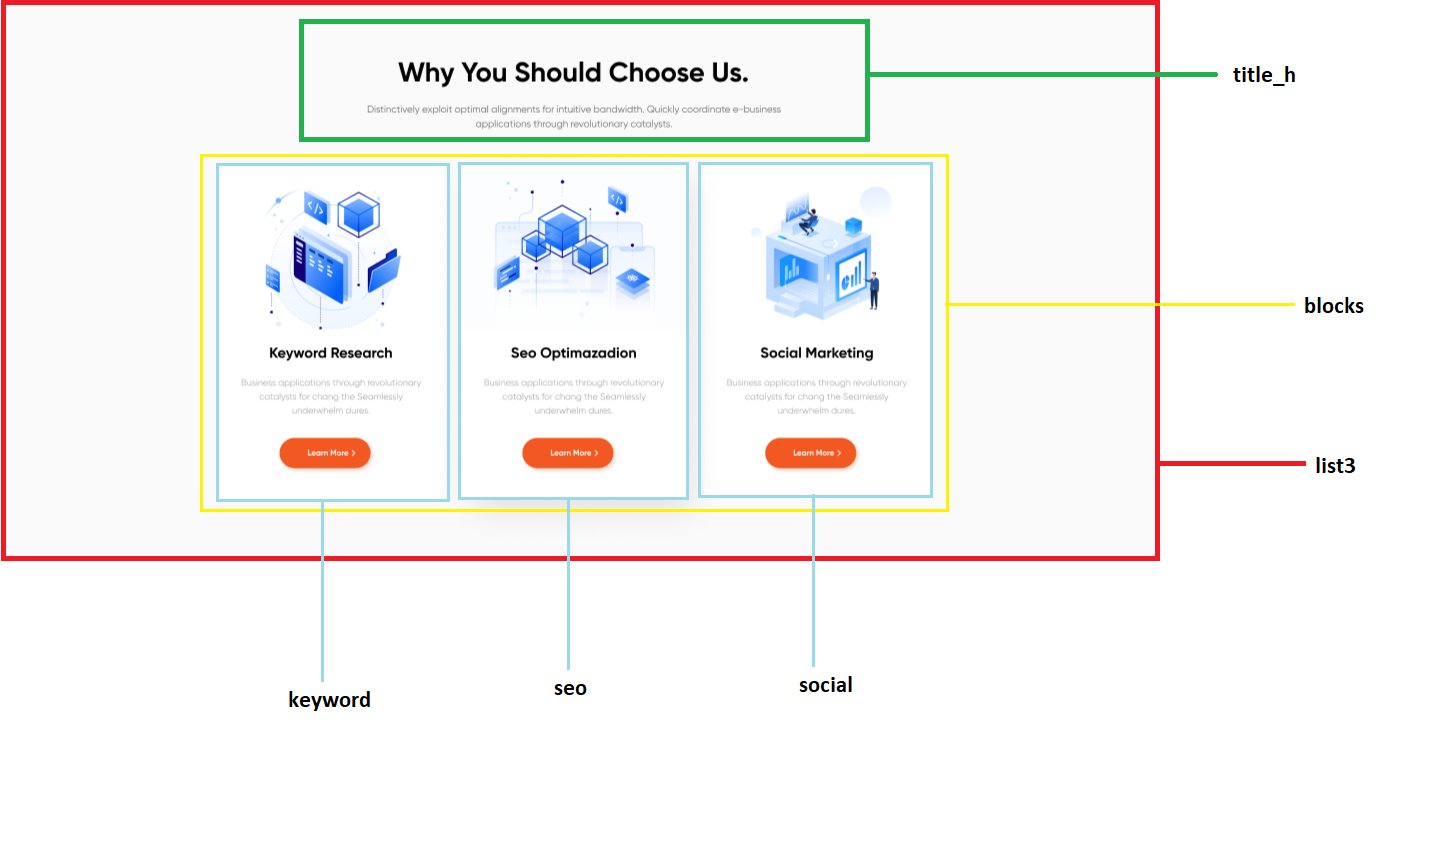 Why You Should Choose Us.
title_h
Distinctively exploit optimal alignments for intuitive bandwidth. Quickly coordinate e-business
applications through revolutionary catalysts.
blocks
Keyword Research
Business applications through revolutionary
catalysts for chang the Seamlessly
underwhelm dures.
Learn More >
Seo Optimazadion
Business applications through revolutionary
catalysts for chang the Seamlessly
underwhelm dures.
Learn More >
Social Marketing
Business applications through revolutionary
catalysts for chang the Seamlessly
underwhelm dures.
Learn More >
list3
keyword
seo
social